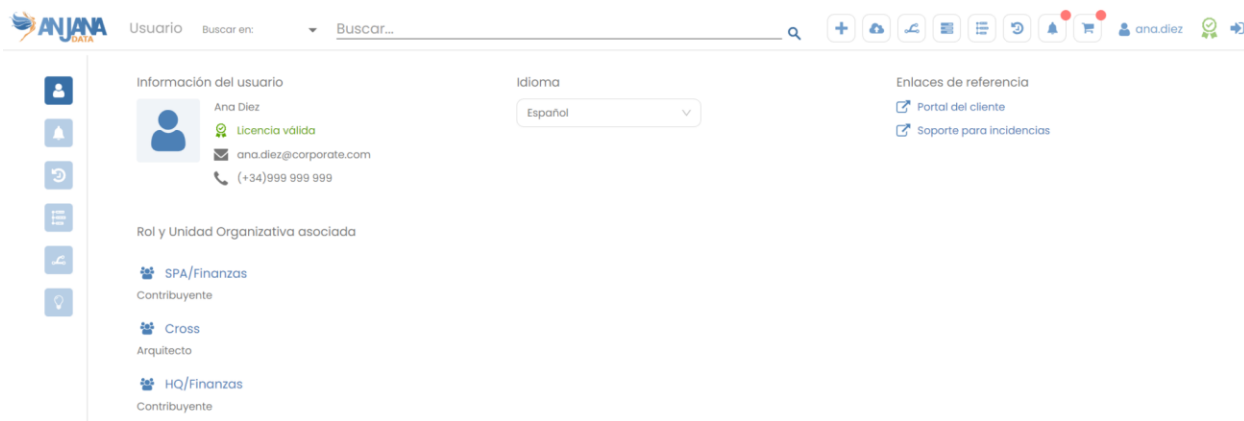 ANJANA DATA
Usuario Buscar en: Buscar... ana.diez
Información del usuario
Ana Diez
Licencia válida
ana.diez@corporate.com
(+34)999 999 999
Idioma
Español
Enlaces de referencia
Portal del cliente
Soporte para incidencias
Rol y Unidad Organizativa asociada
SPA/Finanzas
Contribuyente
Cross
Arquitecto
HQ/Finanzas
Contribuyente